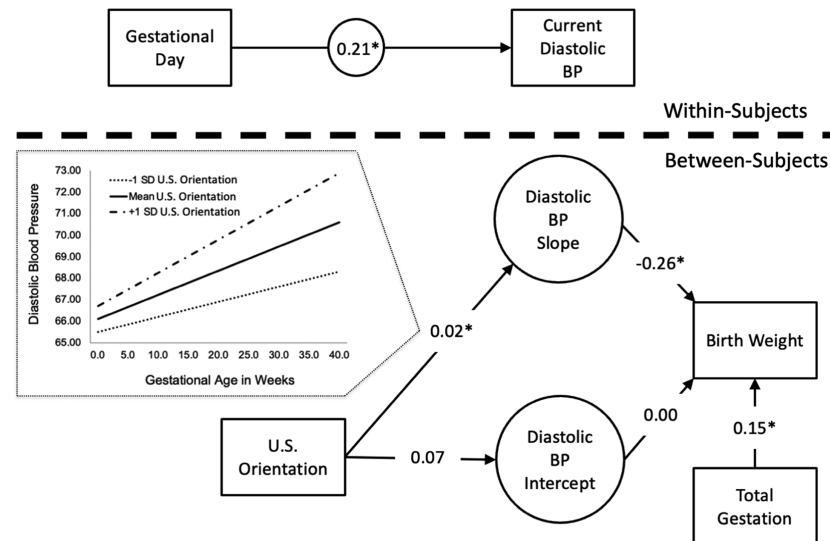 Gestational
Day
0.21*
Current
Diastolic
BP
Within-Subjects
Between-Subjects
73.00
72.00
71.00
70.00
69.00
68.00
67.00
66.00
65.00
Diastolic Blood Pressure
-1 SD U.S. Orientation
Mean U.S. Orientation
+1 SD U.S. Orientation
0.0 5.0 10.0 15.0 20.0 25.0 30.0 35.0 40.0
Gestational Age in Weeks
Diastolic
BP
Slope
-0.26*
0.02*
Birth Weight
U.S.
Orientation
0.07
Diastolic
BP
Intercept
0.00
0.15*
Total
Gestation